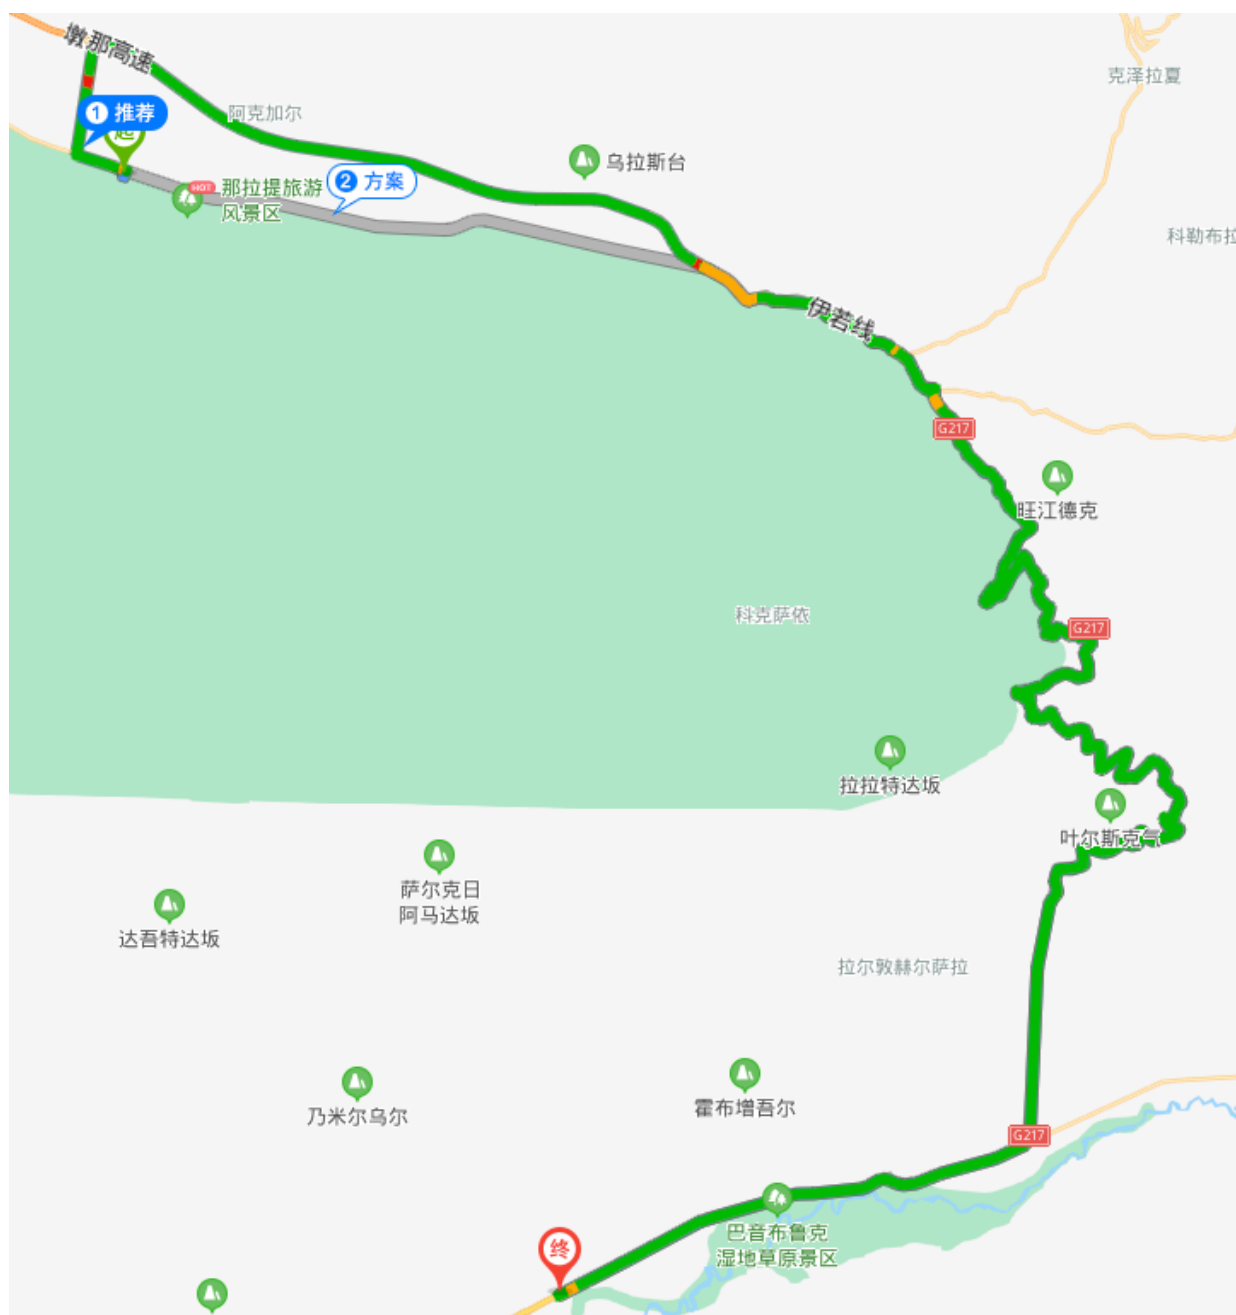 墩那高速
克泽拉夏
1 推荐
阿克加尔
起
乌拉斯台
2 方案
HOT
那拉提旅游
风景区
科勒布拉
伊若线
G217
旺江德克
科克萨依
G217
拉拉特达坂
叶尔斯克气
萨尔克日
阿马达坂
达吾特达坂
拉尔敦赫尔萨拉
乃米尔乌尔
霍布增吾尔
G217
巴音布鲁克
湿地草原景区
终